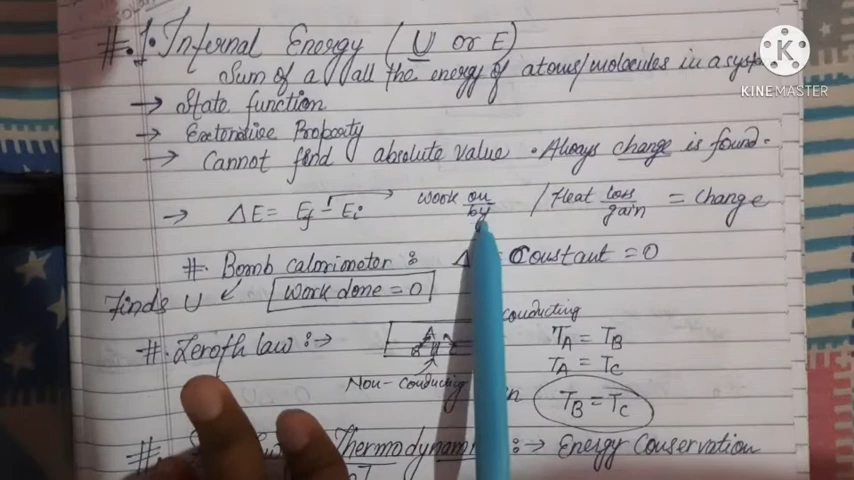 #.1. Internal Energy ( U or E )
Sum of all the energy of atoms/molecules in a
K
KINEMASTER
→ State function
→ Extensive Property
→ Cannot find absolute value . Always change is found.
→ ΔE = Ef - Ei work on/by / Heat loss/gain = change
#. Bomb calorimeter : Constant = 0
Finds U ↙ work done = 0
#. Zeroth law :→
conducting
A
Non-conducting
TA = TB
TA = TC
TB = TC
# Thermodynamics :→ Energy Conservation